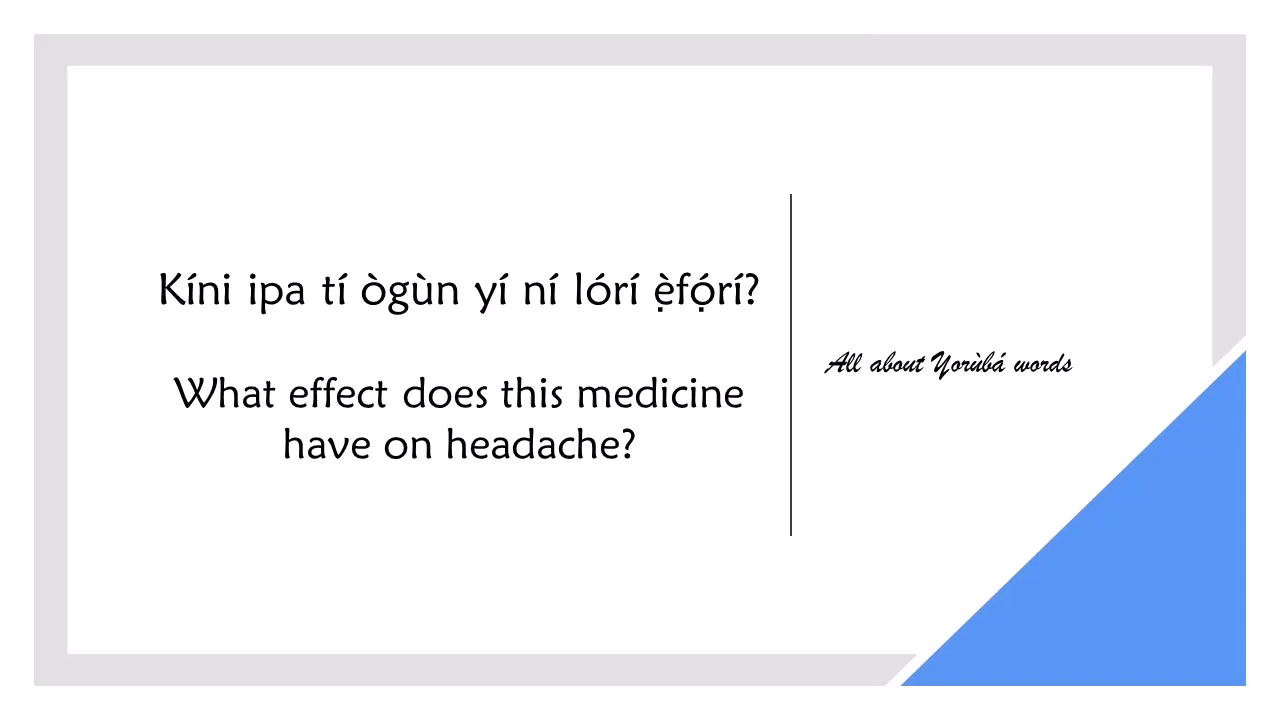 Kíni ipa tí ògùn yí ní lórí ẹ̀fọ́rí?
What effect does this medicine
have on headache?
All about Yorùbá words